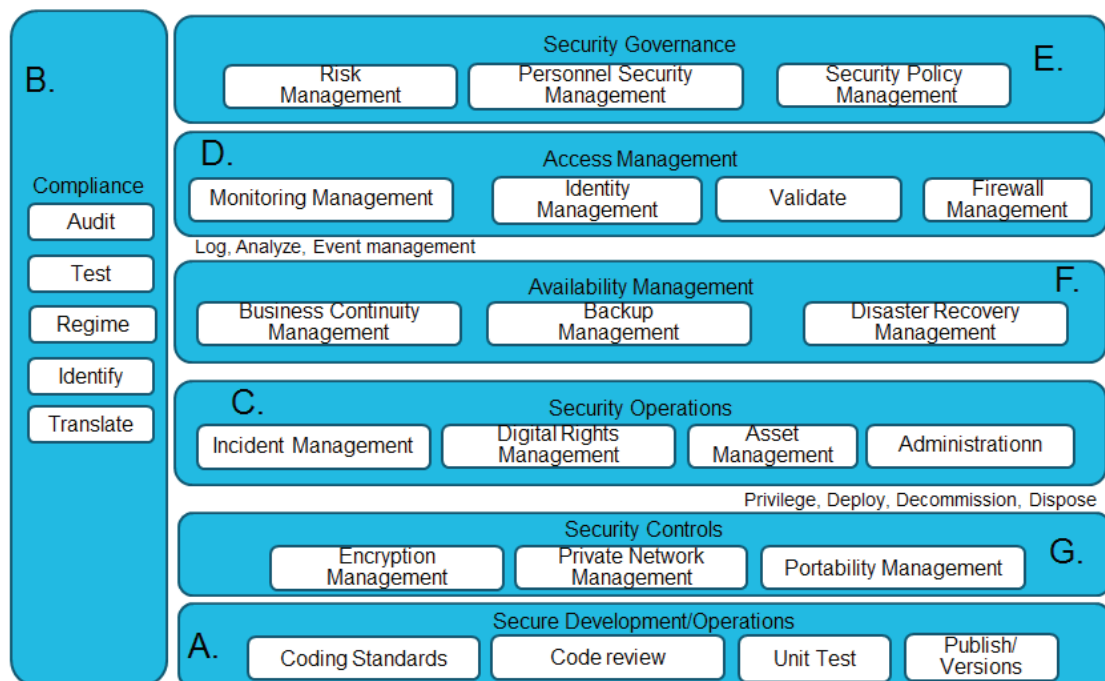 B.
Compliance
Audit
Test
Regime
Identify
Translate
Security Governance
E.
Risk
Management
Personnel Security
Management
Security Policy
Management
D.
Access Management
Monitoring Management
Identity
Management
Validate
Firewall
Management
Log, Analyze, Event management
Availability Management
F.
Business Continuity
Management
Backup
Management
Disaster Recovery
Management
C.
Security Operations
Incident Management
Digital Rights
Management
Asset
Management
Administrationn
Privilege, Deploy, Decommission, Dispose
Security Controls
G.
Encryption
Management
Private Network
Management
Portability Management
Secure Development/Operations
A.
Coding Standards
Code review
Unit Test
Publish/
Versions